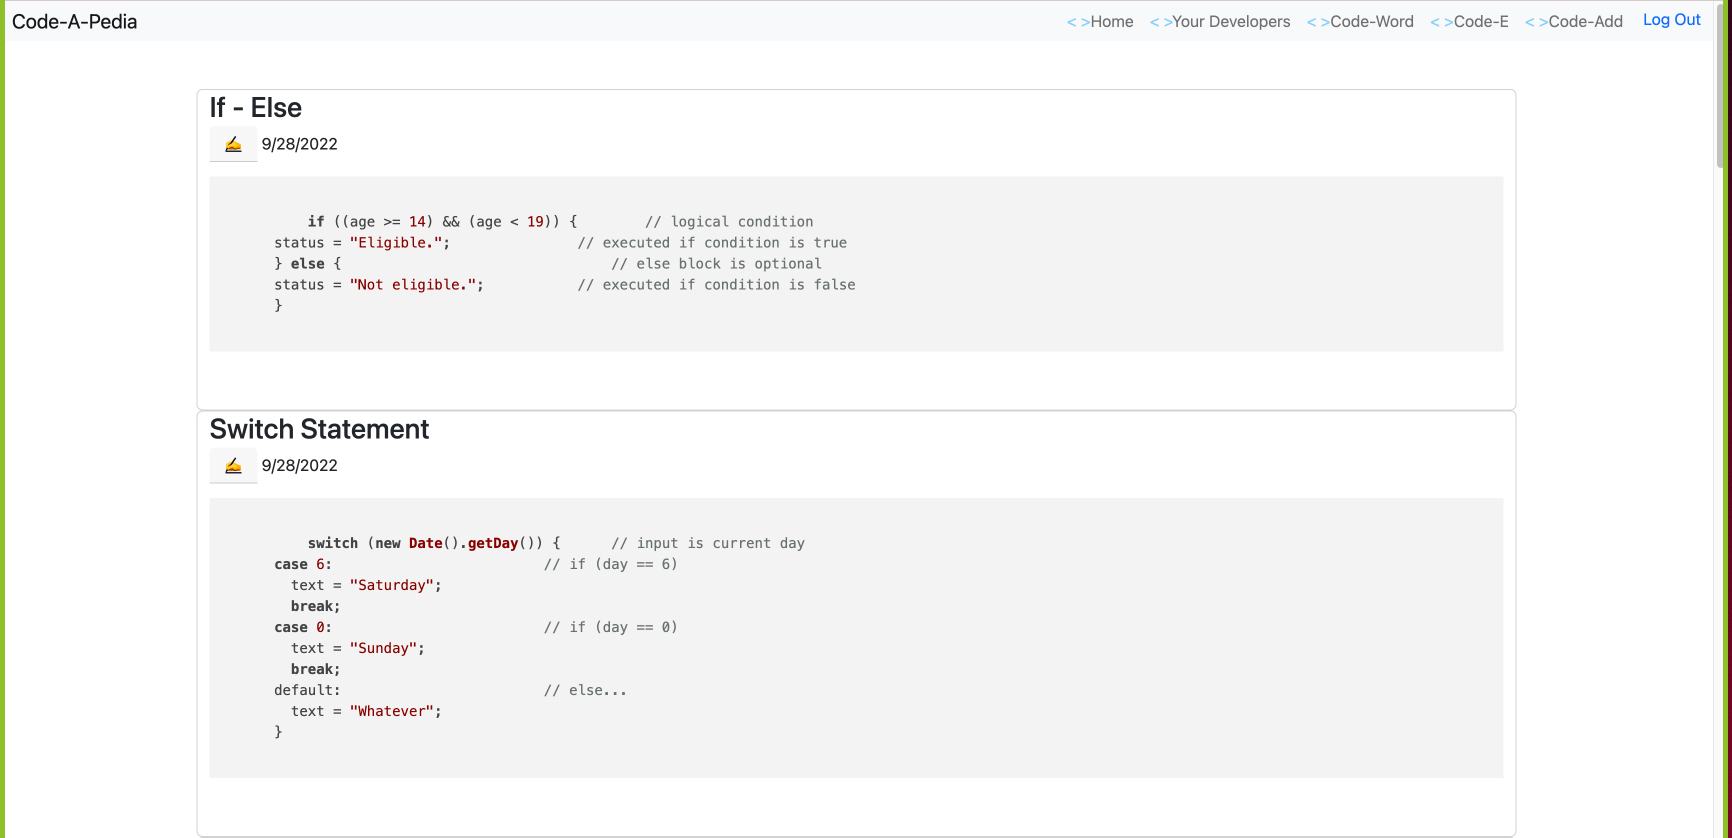 Code-A-Pedia < >Home < >Your Developers < >Code-Word < >Code-E < >Code-Add Log Out
If - Else
✍ 9/28/2022
if ((age >= 14) && (age < 19)) {        // logical condition
status = "Eligible.";               // executed if condition is true
} else {                                // else block is optional
status = "Not eligible.";           // executed if condition is false
}
Switch Statement
✍ 9/28/2022
switch (new Date().getDay()) {      // input is current day
case 6:                         // if (day == 6)
  text = "Saturday";
  break;
case 0:                         // if (day == 0)
  text = "Sunday";
  break;
default:                        // else...
  text = "Whatever";
}